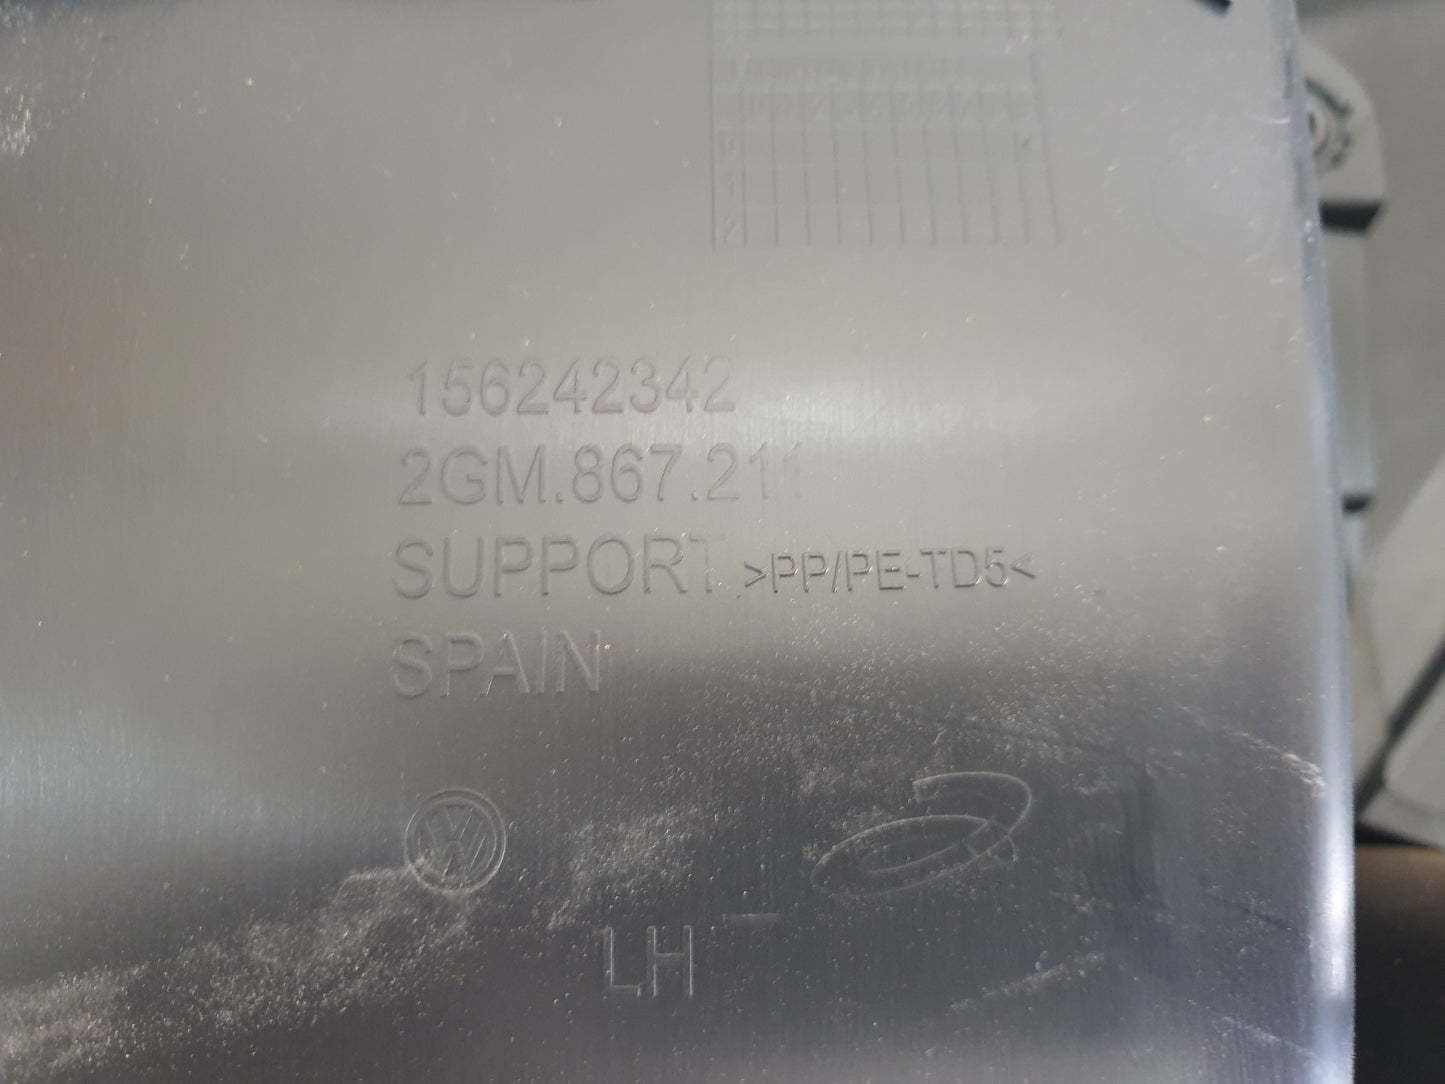 156242342
2GM.867.211
SUPPORT >PP/PE-TD5<
SPAIN
LH